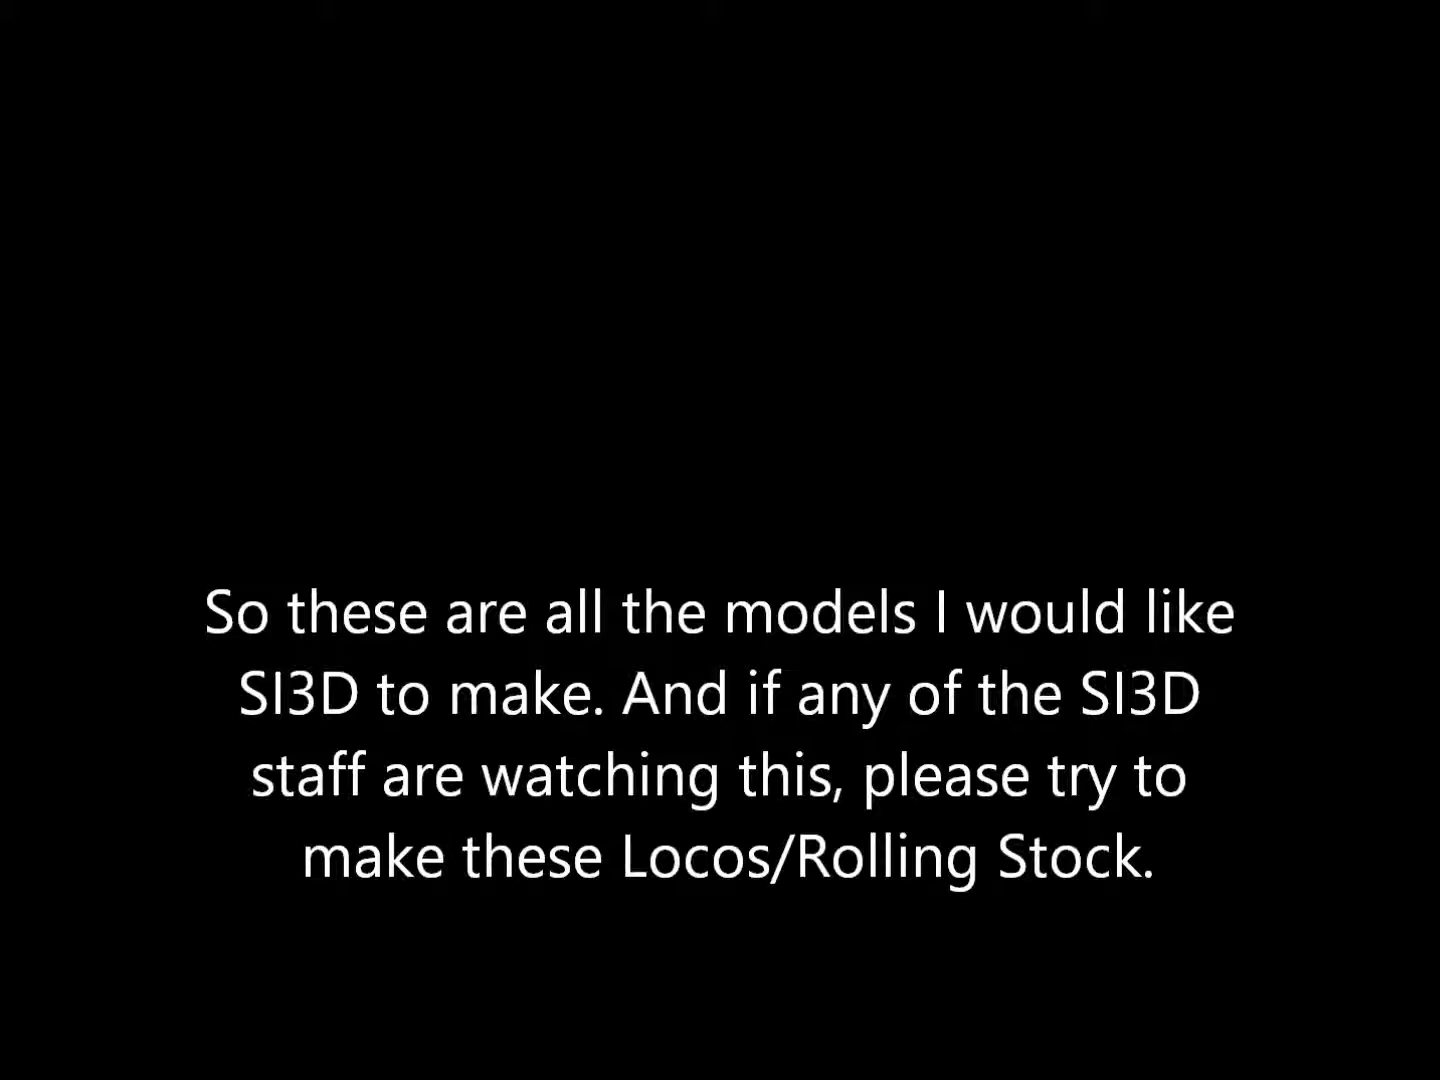 So these are all the models I would like
SI3D to make. And if any of the SI3D
staff are watching this, please try to
make these Locos/Rolling Stock.